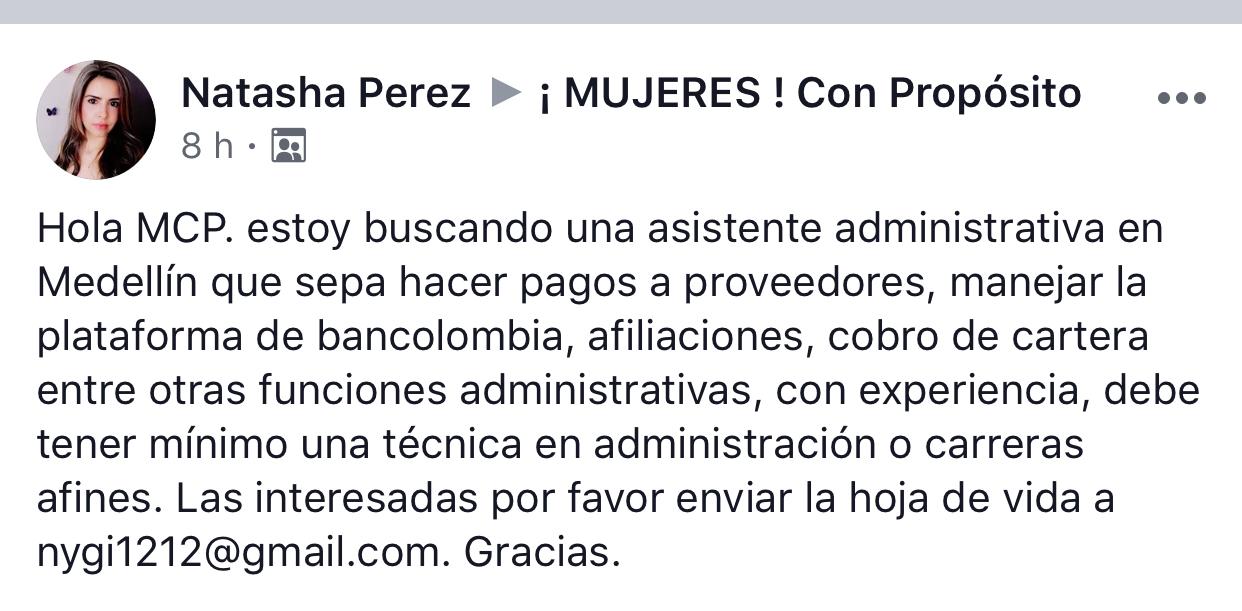 Natasha Perez ▶ ¡ MUJERES ! Con Propósito
8 h ·
Hola MCP. estoy buscando una asistente administrativa en
Medellín que sepa hacer pagos a proveedores, manejar la
plataforma de bancolombia, afiliaciones, cobro de cartera
entre otras funciones administrativas, con experiencia, debe
tener mínimo una técnica en administración o carreras
afines. Las interesadas por favor enviar la hoja de vida a
nygi1212@gmail.com. Gracias.